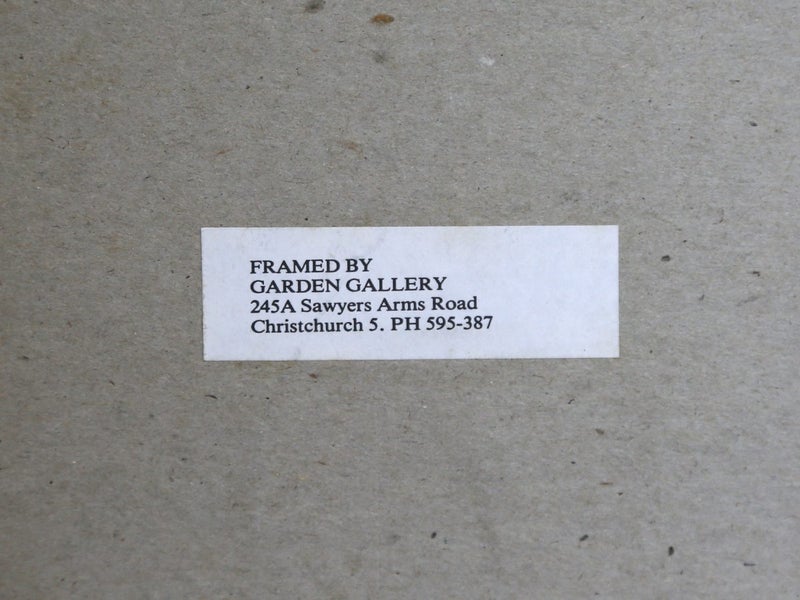 FRAMED BY
GARDEN GALLERY
245A Sawyers Arms Road
Christchurch 5. PH 595-387